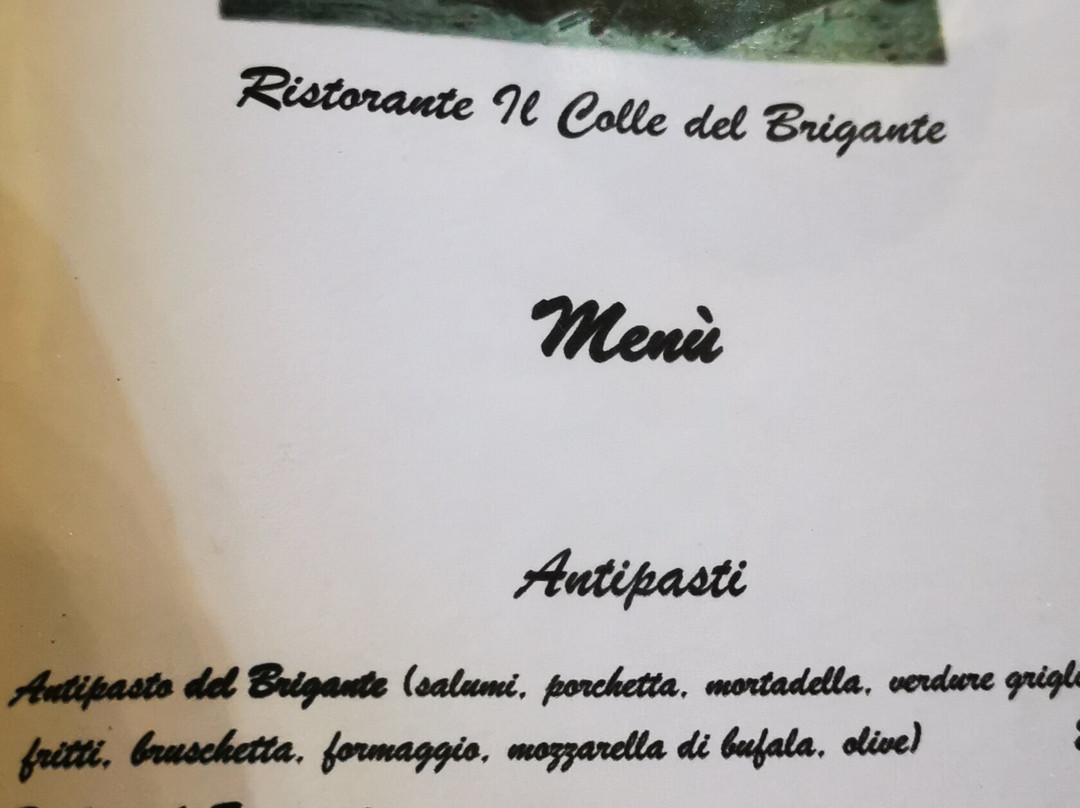 Ristorante Il Colle del Brigante
Menù
Antipasti
Antipasto del Brigante (salumi, porchetta, mortadella, verdure
fritti, bruschetta, formaggio, mozzarella di bufala, olive)